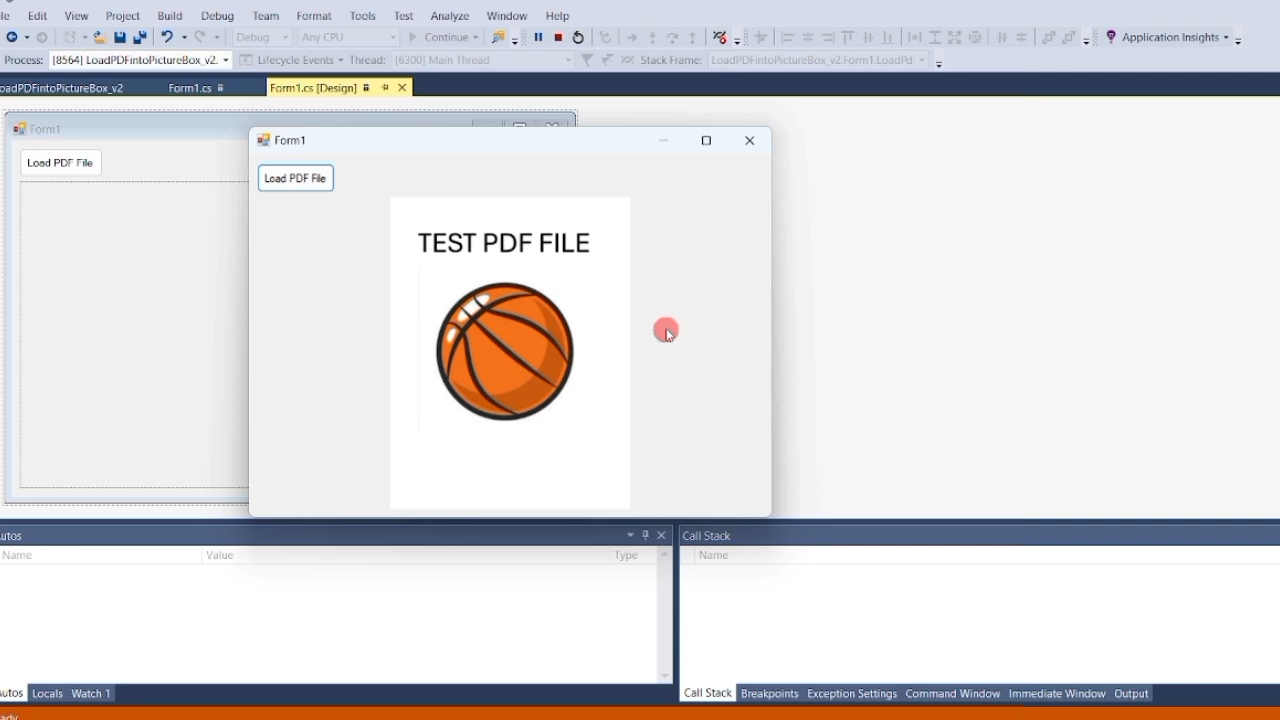 Edit View Project Build Debug Team Format Tools Test Analyze Window Help
Debug Any CPU Continue Application Insights
Process: [8564] LoadPDFintoPictureBox_v2. Lifecycle Events Thread: [6300] Main Thread Stack Frame: LoadPDFintoPictureBox_v2.Form1.LoadPd
oadPDFintoPictureBox_v2 Form1.cs Form1.cs [Design]
Form1
Load PDF File
Form1
Load PDF File
TEST PDF FILE
utos
Name Value Type
Call Stack
Name
utos Locals Watch 1
Call Stack Breakpoints Exception Settings Command Window Immediate Window Output